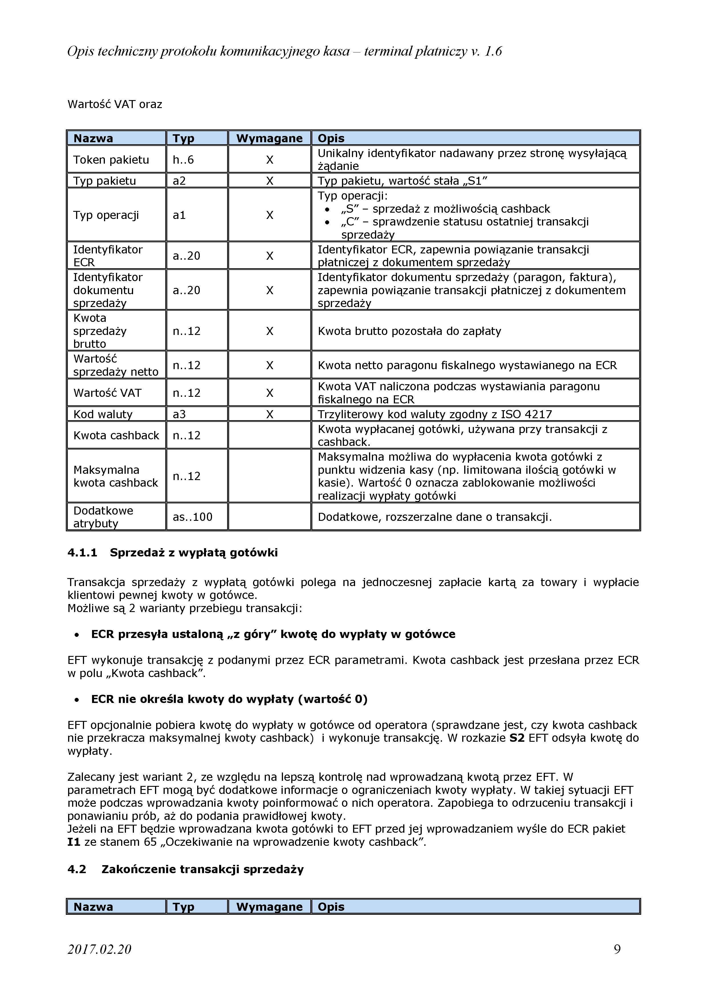 Opis techniczny protokołu komunikacyjnego kasa – terminal płatniczy v. 1.6
Wartość VAT oraz
Nazwa Typ Wymagane Opis
Token pakietu h..6 X Unikalny identyfikator nadawany przez stronę wysyłającą
żądanie
Typ pakietu a2 X Typ pakietu, wartość stała „S1”
Typ operacji a1 X Typ operacji:
• „S” – sprzedaż z możliwością cashback
• „C” – sprawdzenie statusu ostatniej transakcji
sprzedaży
Identyfikator
ECR a..20 X Identyfikator ECR, zapewnia powiązanie transakcji
płatniczej z dokumentem sprzedaży
Identyfikator
dokumentu
sprzedaży a..20 X Identyfikator dokumentu sprzedaży (paragon, faktura),
zapewnia powiązanie transakcji płatniczej z dokumentem
sprzedaży
Kwota
sprzedaży
brutto n..12 X Kwota brutto pozostała do zapłaty
Wartość
sprzedaży netto n..12 X Kwota netto paragonu fiskalnego wystawianego na ECR
Wartość VAT n..12 X Kwota VAT naliczona podczas wystawiania paragonu
fiskalnego na ECR
Kod waluty a3 X Trzyliterowy kod waluty zgodny z ISO 4217
Kwota cashback n..12 Kwota wypłacanej gotówki, używana przy transakcji z
cashback.
Maksymalna
kwota cashback n..12 Maksymalna możliwa do wypłacenia kwota gotówki z
punktu widzenia kasy (np. limitowana ilością gotówki w
kasie). Wartość 0 oznacza zablokowanie możliwości
realizacji wypłaty gotówki
Dodatkowe
atrybuty as..100 Dodatkowe, rozszerzalne dane o transakcji.
4.1.1 Sprzedaż z wypłatą gotówki
Transakcja sprzedaży z wypłatą gotówki polega na jednoczesnej zapłacie kartą za towary i wypłacie
klientowi pewnej kwoty w gotówce.
Możliwe są 2 warianty przebiegu transakcji:
• ECR przesyła ustaloną „z góry” kwotę do wypłaty w gotówce
EFT wykonuje transakcję z podanymi przez ECR parametrami. Kwota cashback jest przesłana przez ECR
w polu „Kwota cashback”.
• ECR nie określa kwoty do wypłaty (wartość 0)
EFT opcjonalnie pobiera kwotę do wypłaty w gotówce od operatora (sprawdzane jest, czy kwota cashback
nie przekracza maksymalnej kwoty cashback) i wykonuje transakcję. W rozkazie S2 EFT odsyła kwotę do
wypłaty.
Zalecany jest wariant 2, ze względu na lepszą kontrolę nad wprowadzaną kwotą przez EFT. W
parametrach EFT mogą być dodatkowe informacje o ograniczeniach kwoty wypłaty. W takiej sytuacji EFT
może podczas wprowadzania kwoty poinformować o nich operatora. Zapobiega to odrzuceniu transakcji i
ponawianiu prób, aż do podania prawidłowej kwoty.
Jeżeli na EFT będzie wprowadzana kwota gotówki to EFT przed jej wprowadzaniem wyśle do ECR pakiet
I1 ze stanem 65 „Oczekiwanie na wprowadzenie kwoty cashback”.
4.2 Zakończenie transakcji sprzedaży
Nazwa Typ Wymagane Opis
2017.02.20 9